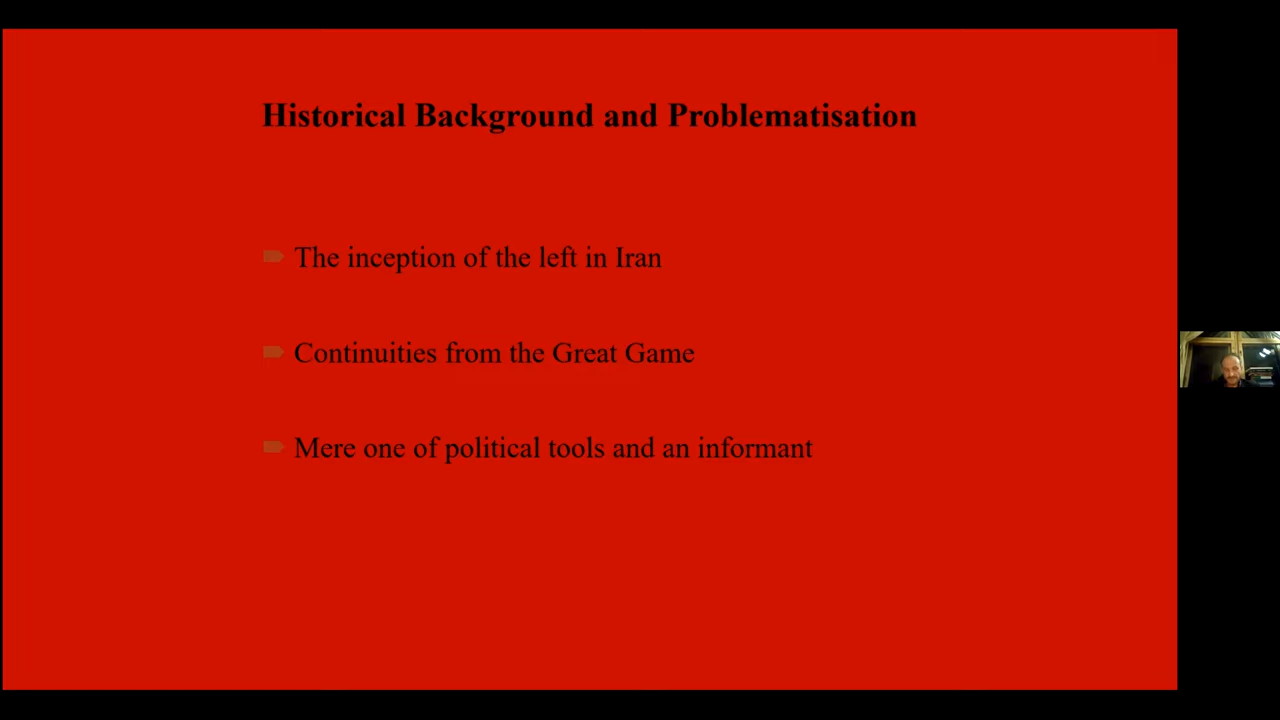 Historical Background and Problematisation
The inception of the left in Iran
Continuities from the Great Game
Mere one of political tools and an informant